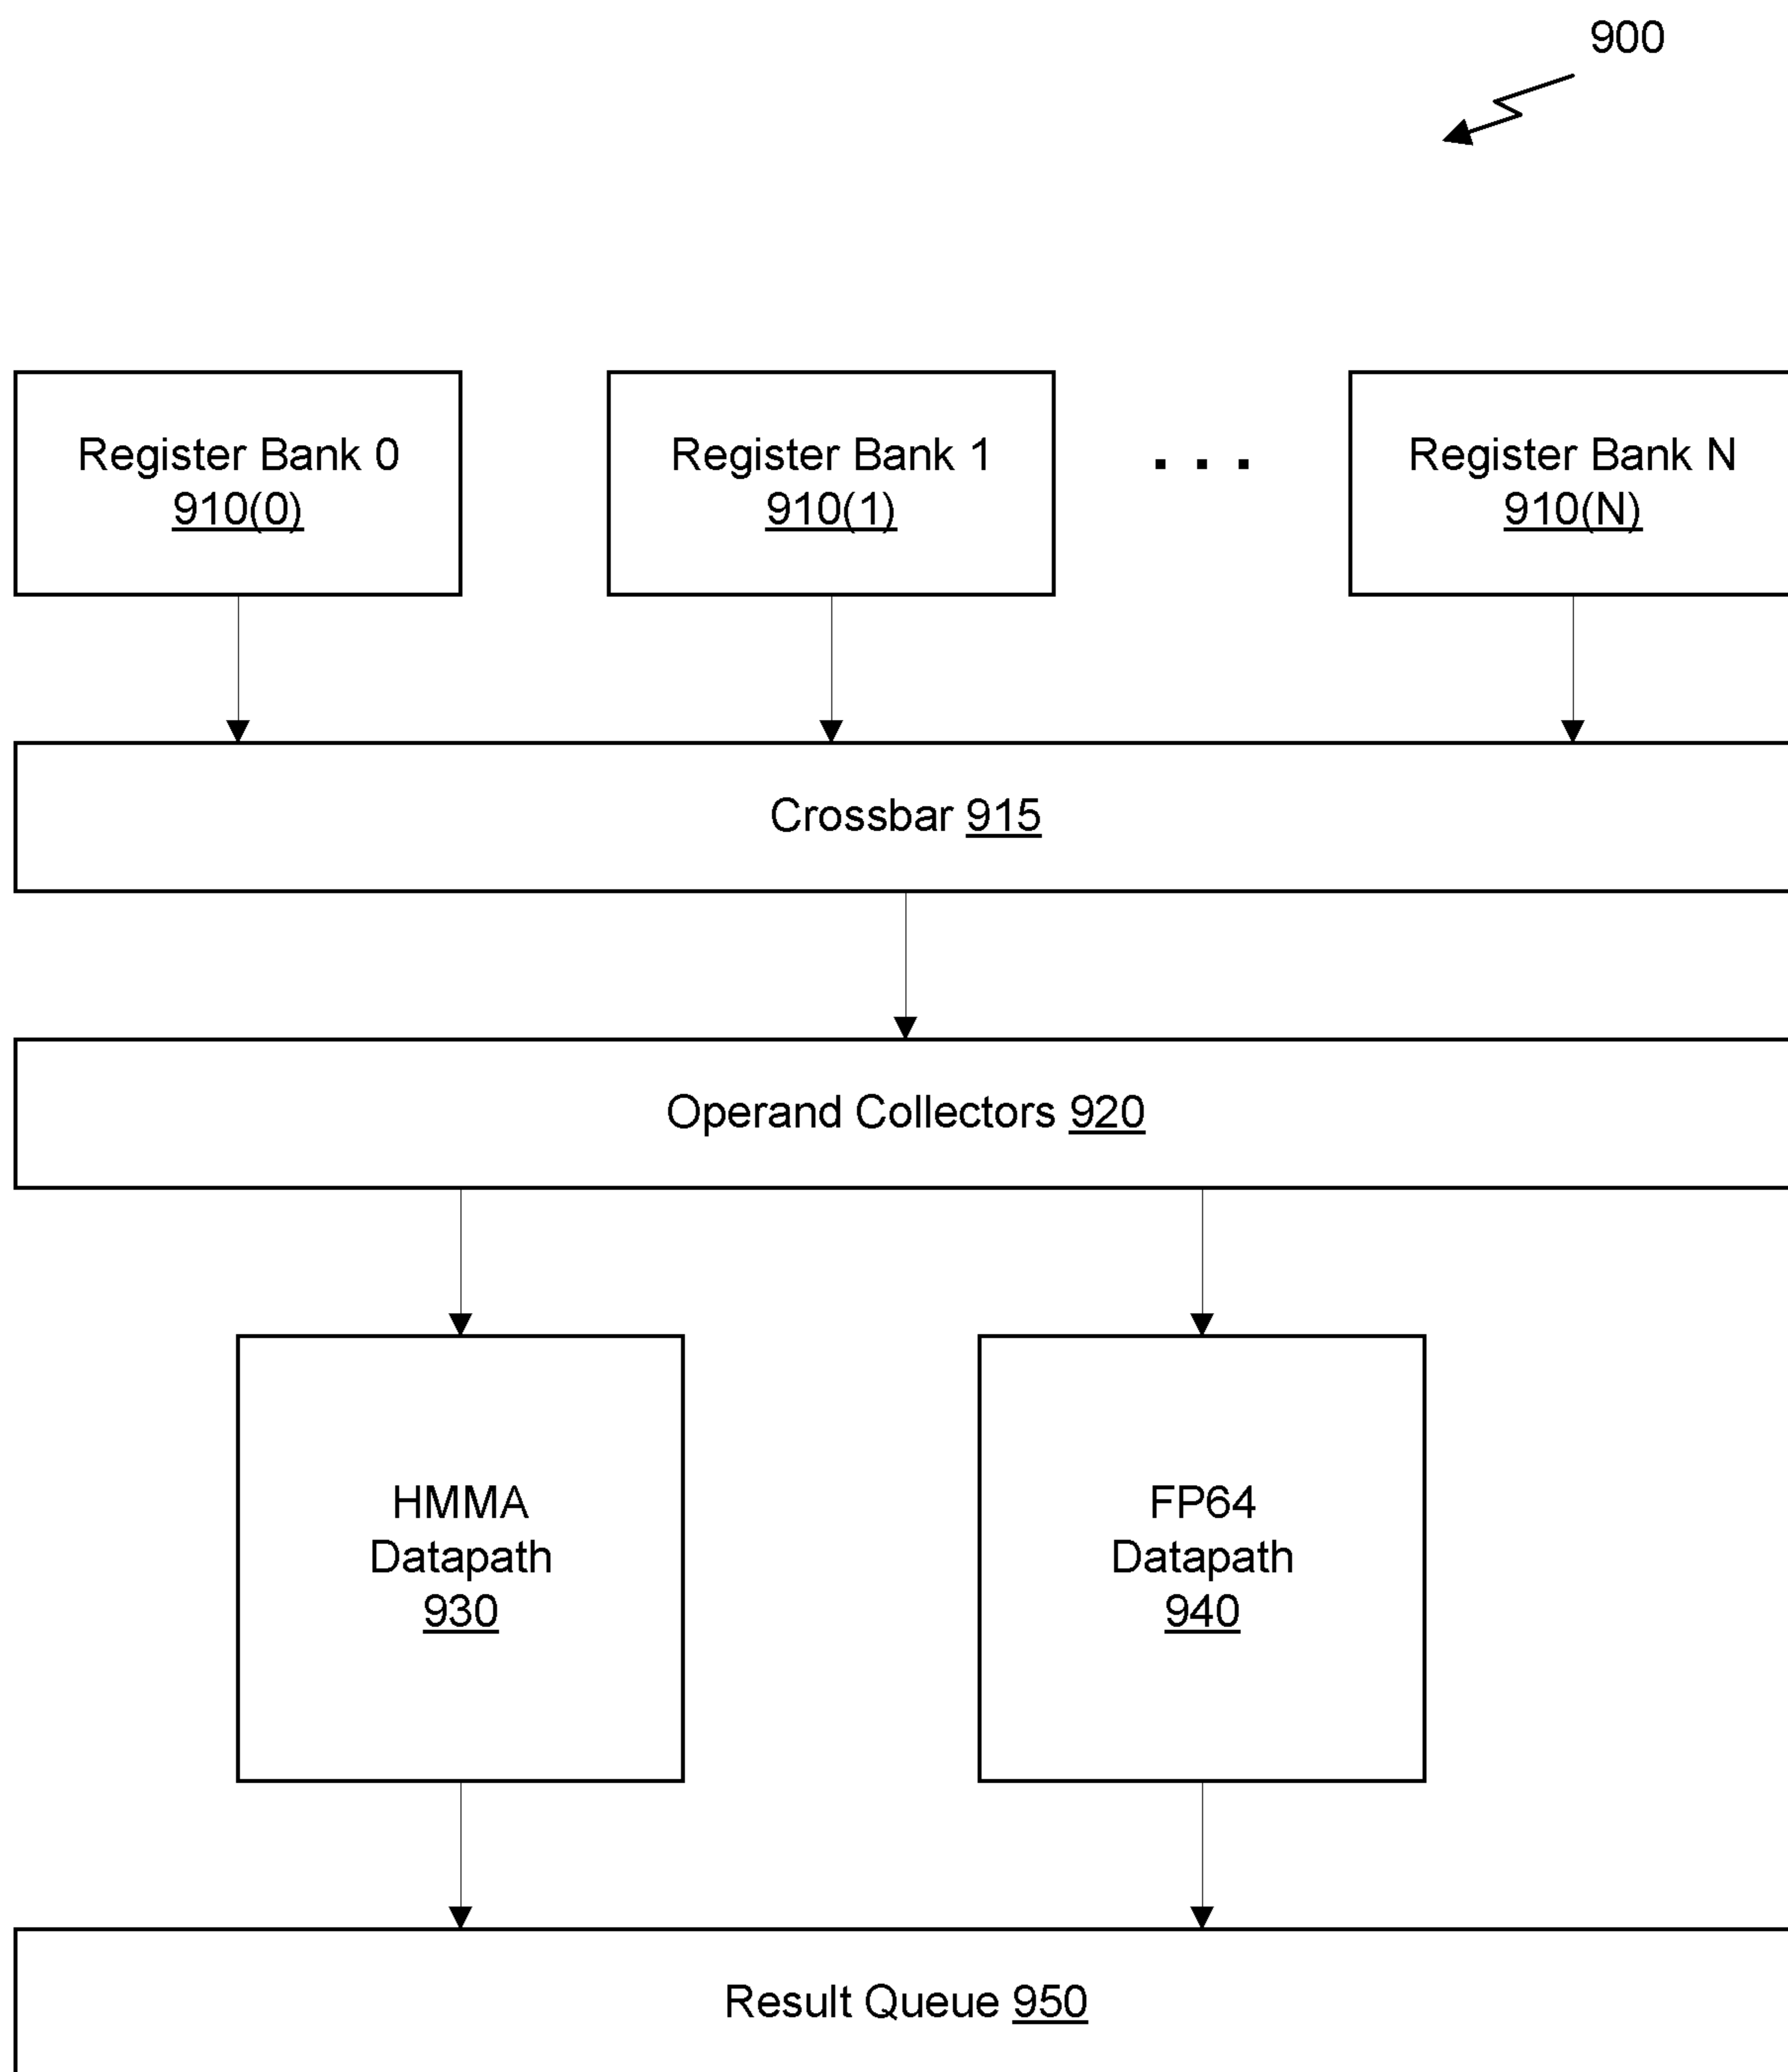 900
Register Bank 0
910(0)
Register Bank 1
910(1)
. . .
Register Bank N
910(N)
Crossbar 915
Operand Collectors 920
HMMA
Datapath
930
FP64
Datapath
940
Result Queue 950